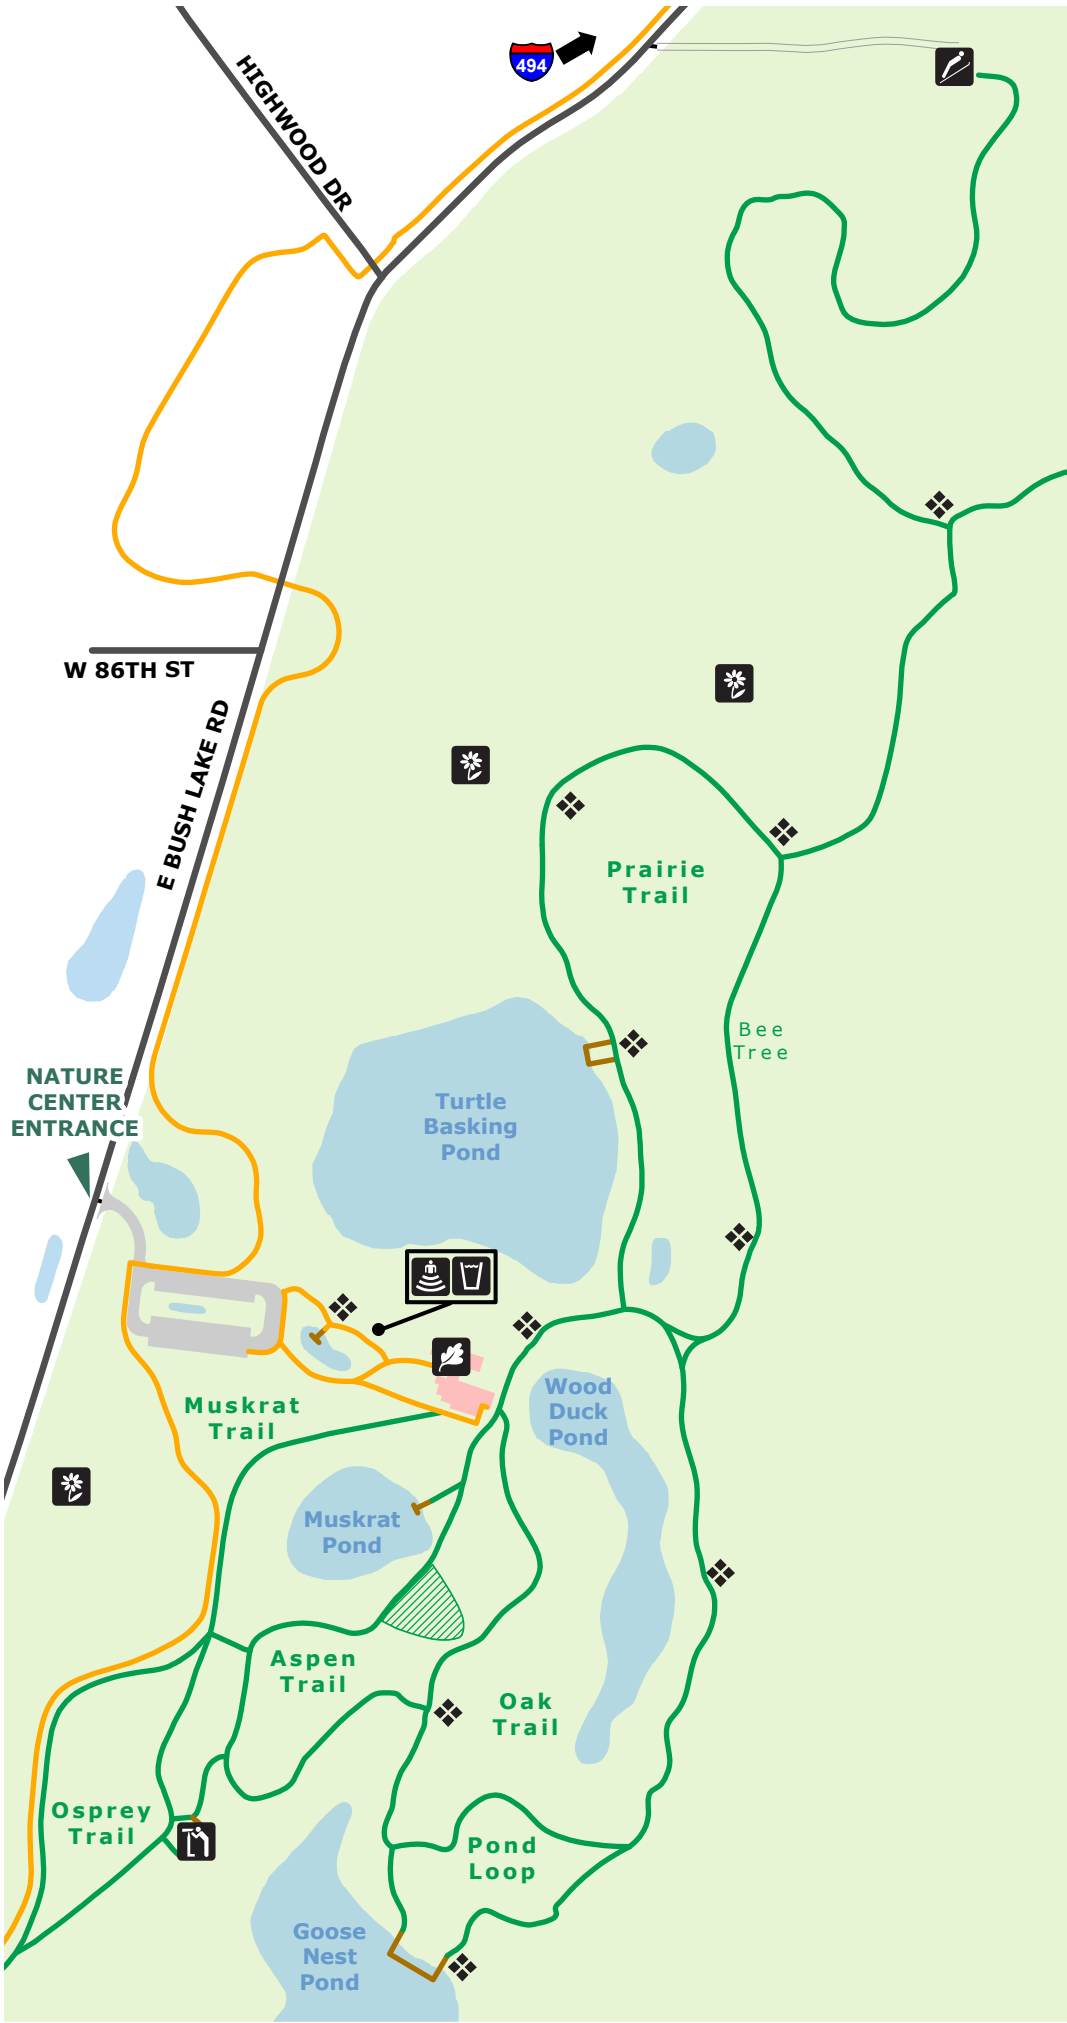 494
HIGHWOOD DR
W 86TH ST
E BUSH LAKE RD
Prairie
Trail
Bee
Tree
NATURE
CENTER
ENTRANCE
Turtle
Basking
Pond
Wood
Duck
Pond
Muskrat
Trail
Muskrat
Pond
Aspen
Trail
Oak
Trail
Osprey
Trail
Pond
Loop
Goose
Nest
Pond